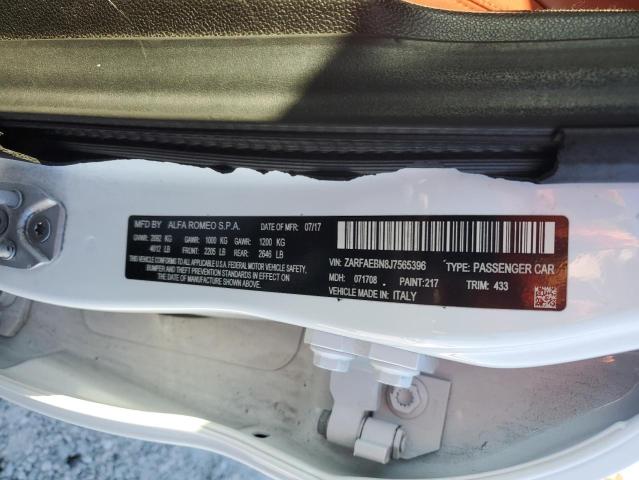 MFD BY ALFA ROMEO S.P.A. DATE OF MFR: 07/17
GVWR: KG GAWR: 1000 KG GAWR: 1200 KG
4012 LB FRONT: 2205 LB REAR: 2646 LB
THIS VEHICLE CONFORMS TO ALL APPLICABLE FEDERAL MOTOR VEHICLE
SAFETY, BUMPER, AND THEFT PREVENTION STANDARDS IN EFFECT ON THE
DATE OF MANUFACTURE SHOWN ABOVE.
VIN: ZARFAEBN8J7565396 TYPE: PASSENGER CAR
MDH: 071708 PAINT: 217 TRIM: 433
VEHICLE MADE IN: ITALY